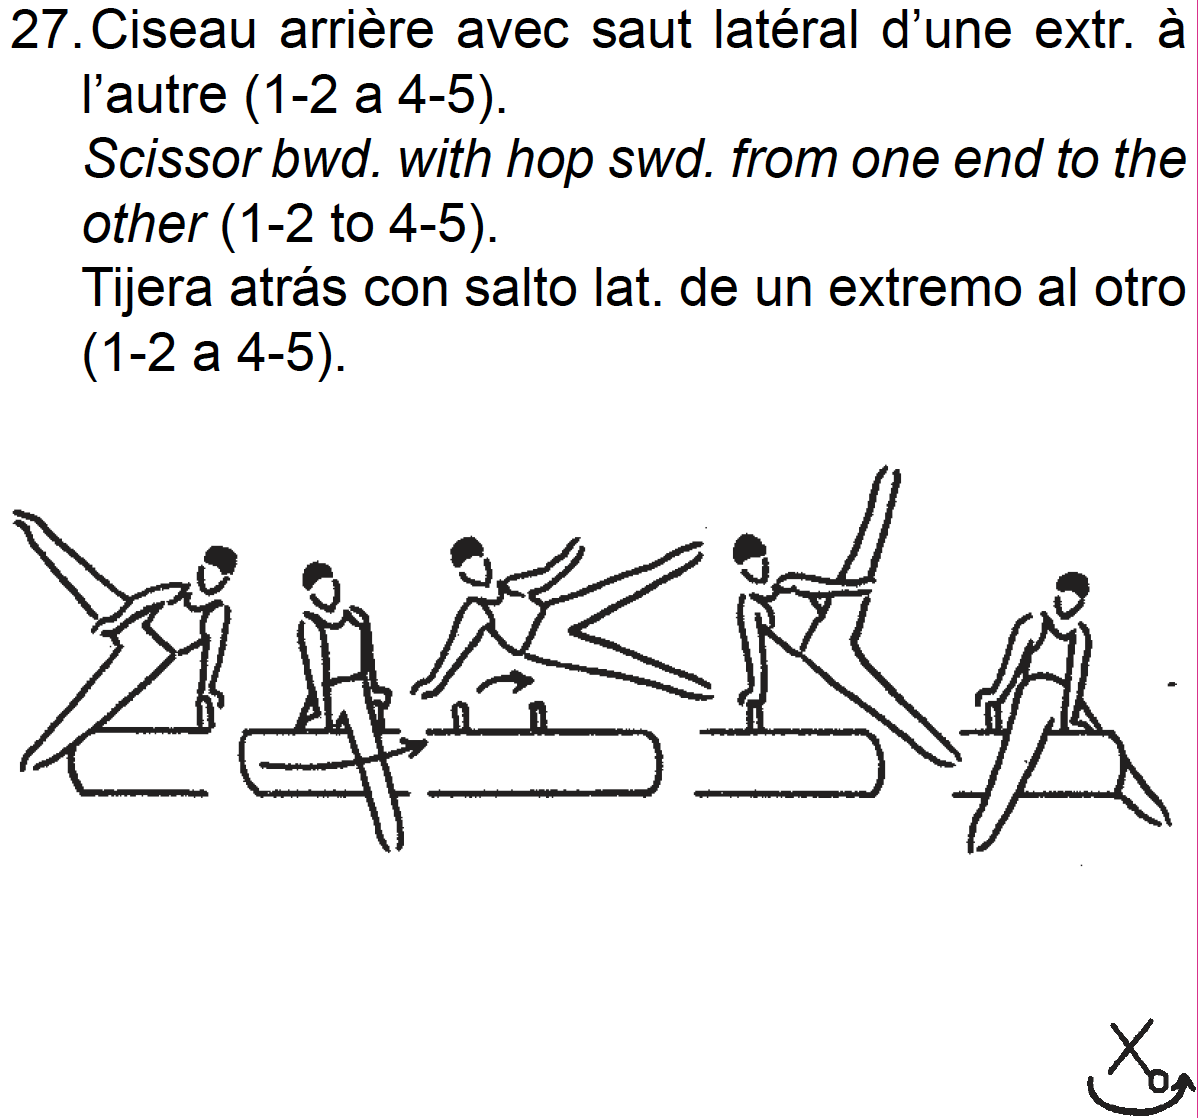 27. Ciseau arrière avec saut latéral d’une extr. à
l’autre (1-2 a 4-5).
Scissor bwd. with hop swd. from one end to the
other (1-2 to 4-5).
Tijera atrás con salto lat. de un extremo al otro
(1-2 a 4-5).